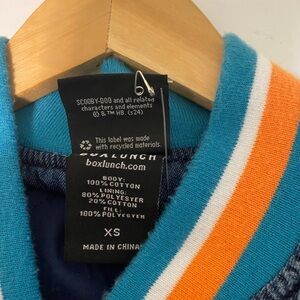 SCOOBY-DOO and all related
characters and elements
© & ™ HB. (s24)
This label was made
with recycled materials.
BOXLUNCH
boxlunch.com
BODY:
100% COTTON
LINING:
80% POLYESTER
20% COTTON
FILL:
100% POLYESTER
XS
MADE IN CHINA